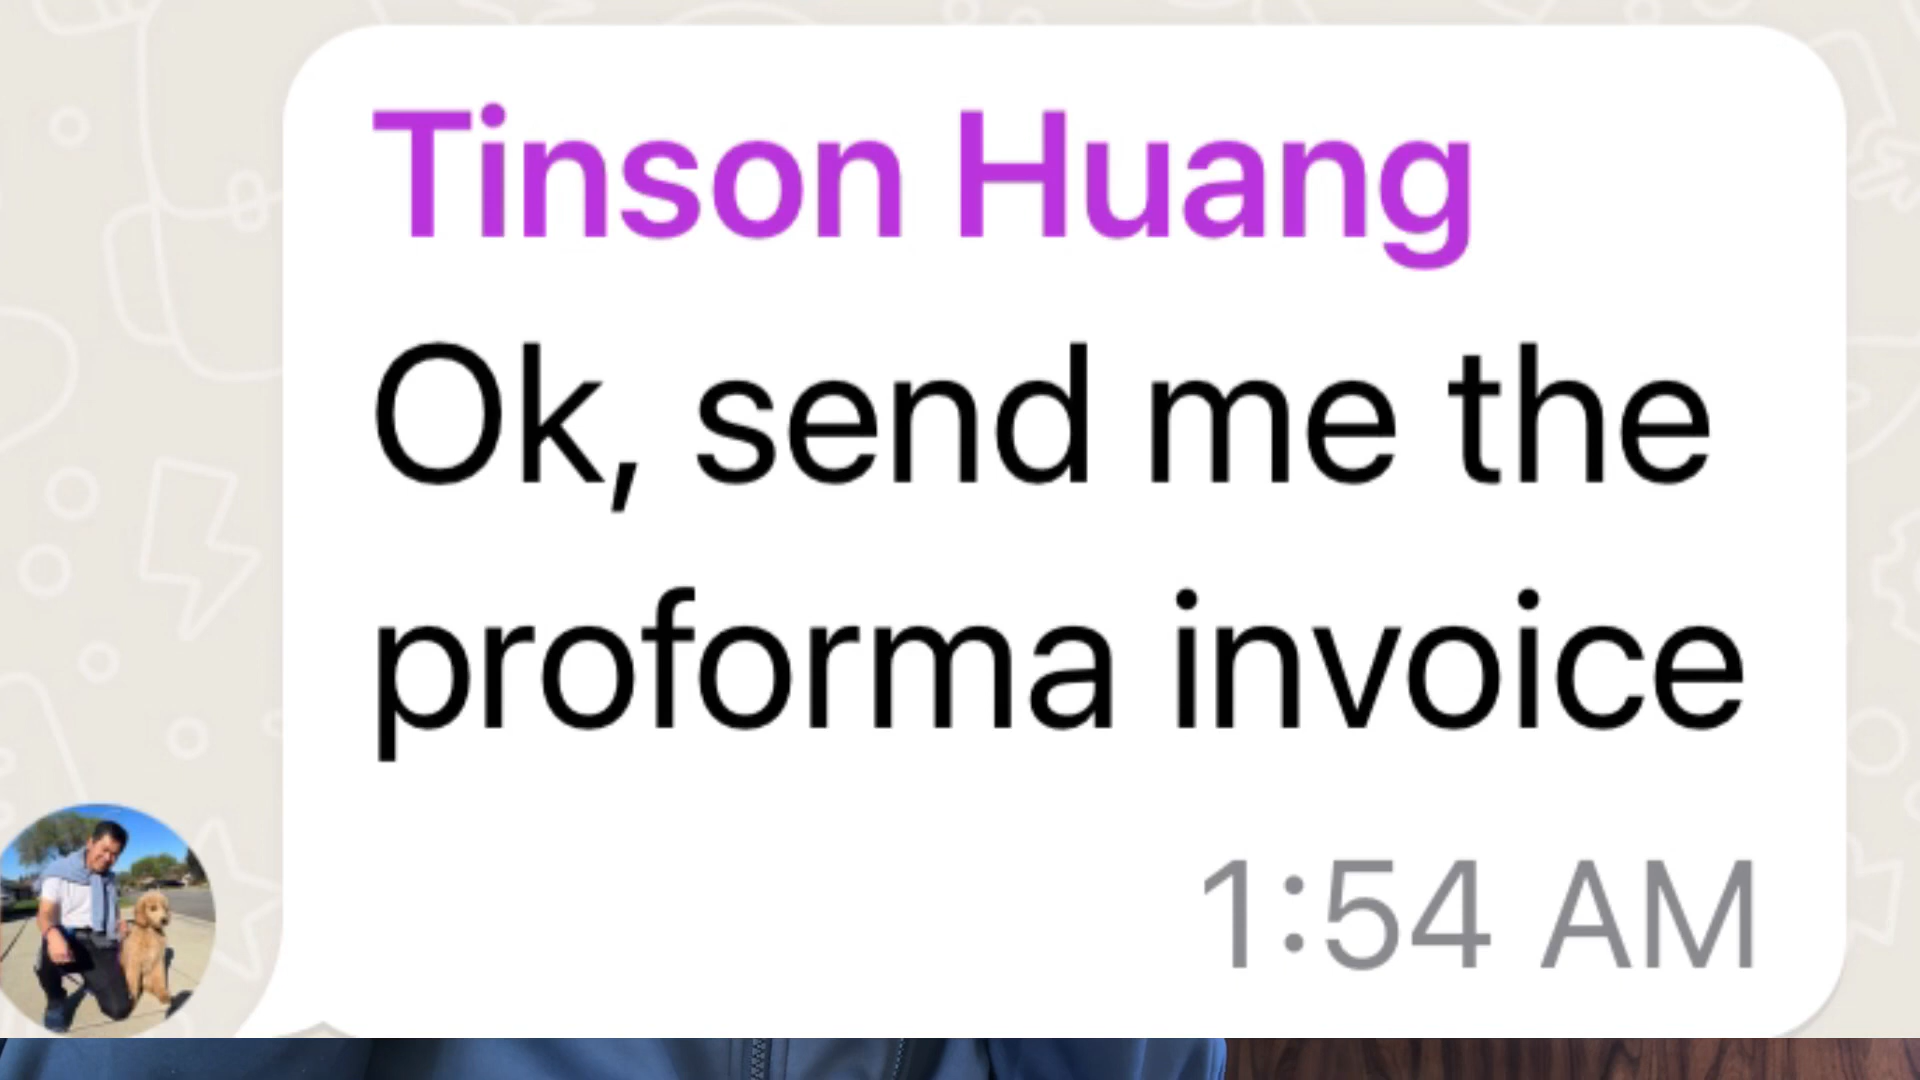 Tinson Huang
Ok, send me the
proforma invoice
1:54 AM